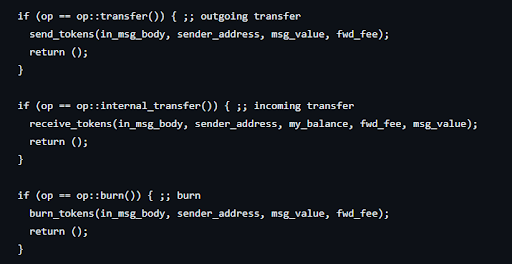 if (op == op::transfer()) { ;; outgoing transfer
  send_tokens(in_msg_body, sender_address, msg_value, fwd_fee);
  return ();
}

if (op == op::internal_transfer()) { ;; incoming transfer
  receive_tokens(in_msg_body, sender_address, my_balance, fwd_fee, msg_value);
  return ();
}

if (op == op::burn()) { ;; burn
  burn_tokens(in_msg_body, sender_address, msg_value, fwd_fee);
  return ();
}